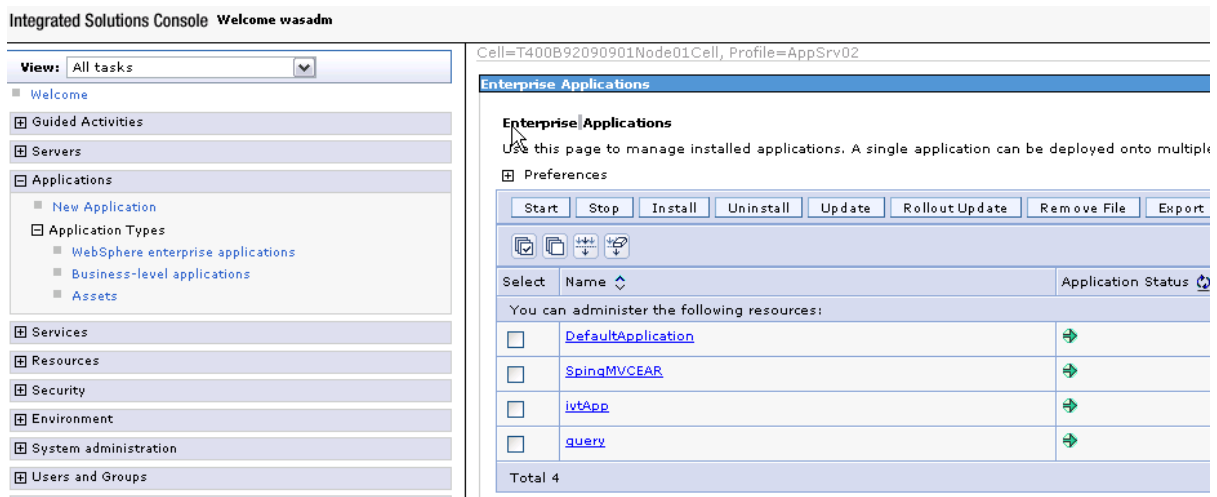 Integrated Solutions Console Welcome wasadm
View: All tasks
Welcome
Guided Activities
Servers
Applications
New Application
Application Types
WebSphere enterprise applications
Business-level applications
Assets
Services
Resources
Security
Environment
System administration
Users and Groups
Cell=T400B92090901Node01Cell, Profile=AppSrv02
Enterprise Applications
Enterprise Applications
Use this page to manage installed applications. A single application can be deployed onto multiple
Preferences
Start Stop Install Uninstall Update Rollout Update Remove File Export
Select Name Application Status
You can administer the following resources:
DefaultApplication
SpingMVCEAR
ivtApp
query
Total 4